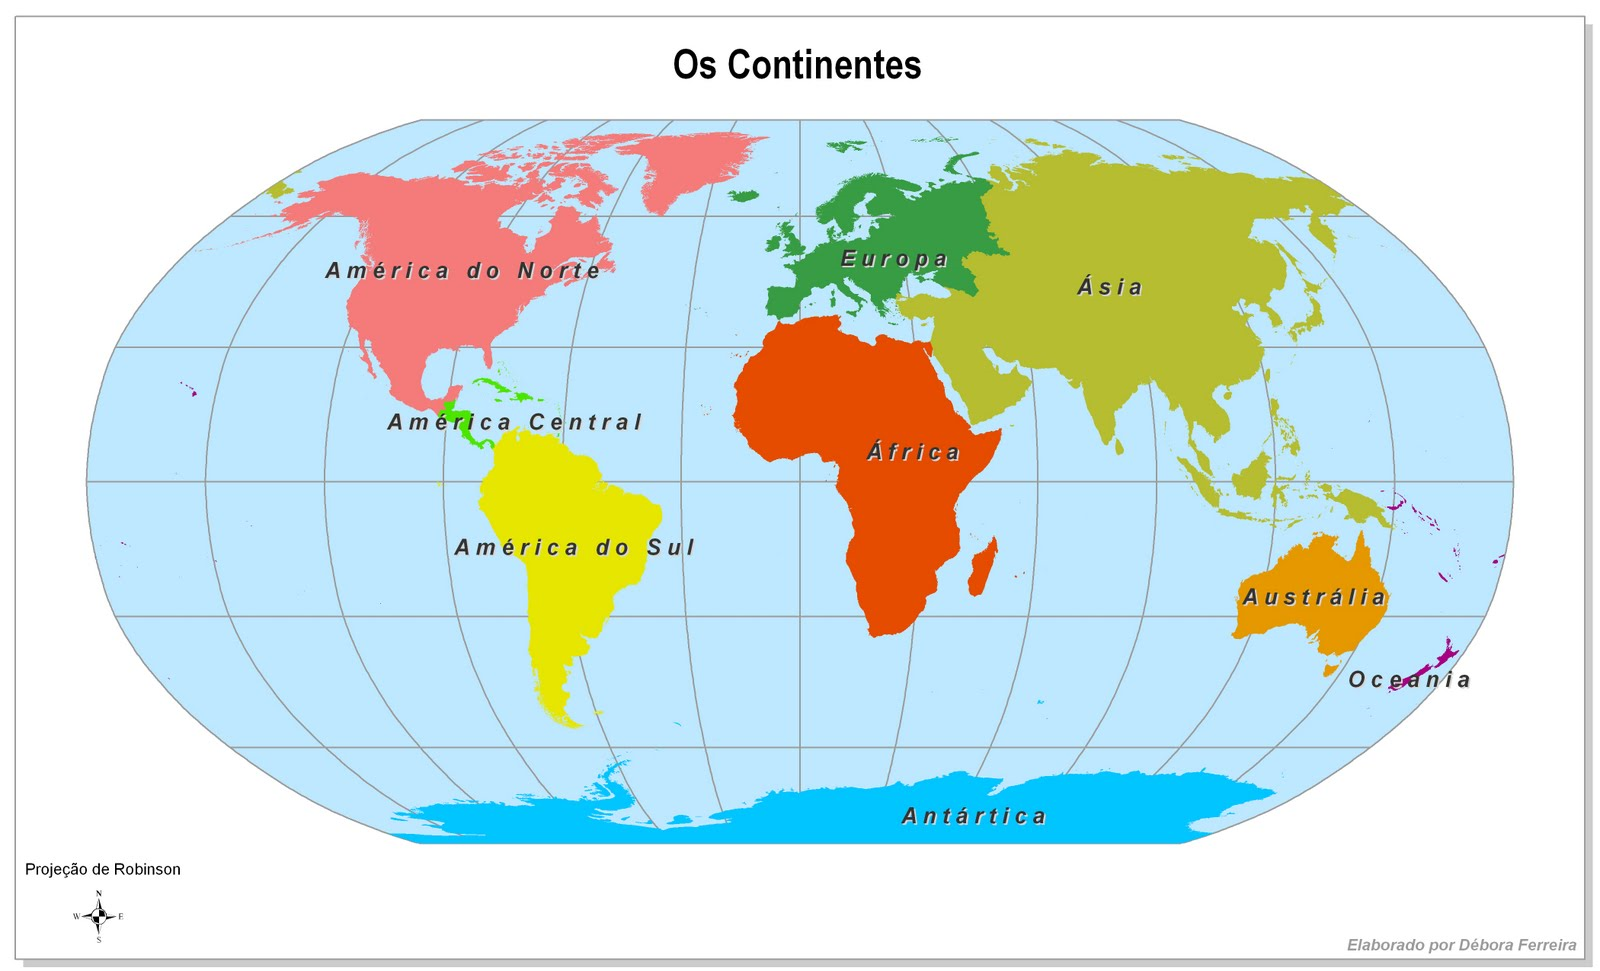 Os Continentes
América do Norte
Europa
Ásia
América Central
África
América do Sul
Austrália
Oceania
Antártica
Projeção de Robinson
N
W E
S
Elaborado por Débora Ferreira